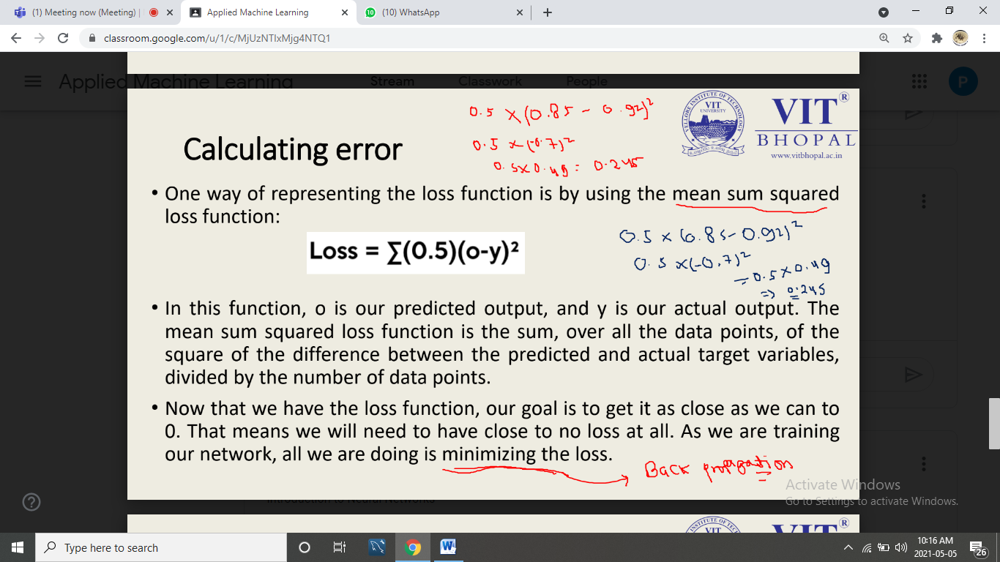 (1) Meeting now (Meeting) |
Applied Machine Learning
(10) WhatsApp
classroom.google.com/u/1/c/MjUzNTIxMjg4NTQ1
Applied Machine Learning
Stream
Classwork
People
P
0.5 × (0.85 - 0.92)²
0.5 × (-0.7)²
0.5×0.49 = 0.245
VELLORE INSTITUTE OF TECHNOLOGY
VIT
UNIVERSITY
VIT®
BHOPAL
www.vitbhopal.ac.in
Calculating error
• One way of representing the loss function is by using the mean sum squared
loss function:
Loss = ∑(0.5)(o-y)²
0.5 × (0.85-0.92)²
0.5 ×(-0.7)²
=0.5×0.49
=> 0.245
• In this function, o is our predicted output, and y is our actual output. The
mean sum squared loss function is the sum, over all the data points, of the
square of the difference between the predicted and actual target variables,
divided by the number of data points.
• Now that we have the loss function, our goal is to get it as close as we can to
0. That means we will need to have close to no loss at all. As we are training
our network, all we are doing is minimizing the loss.
Back propagation
Activate Windows
Go to Settings to activate Windows.
Introduction to Neural Networks
VIT
VIT®
Type here to search
10:16 AM
2021-05-05
26